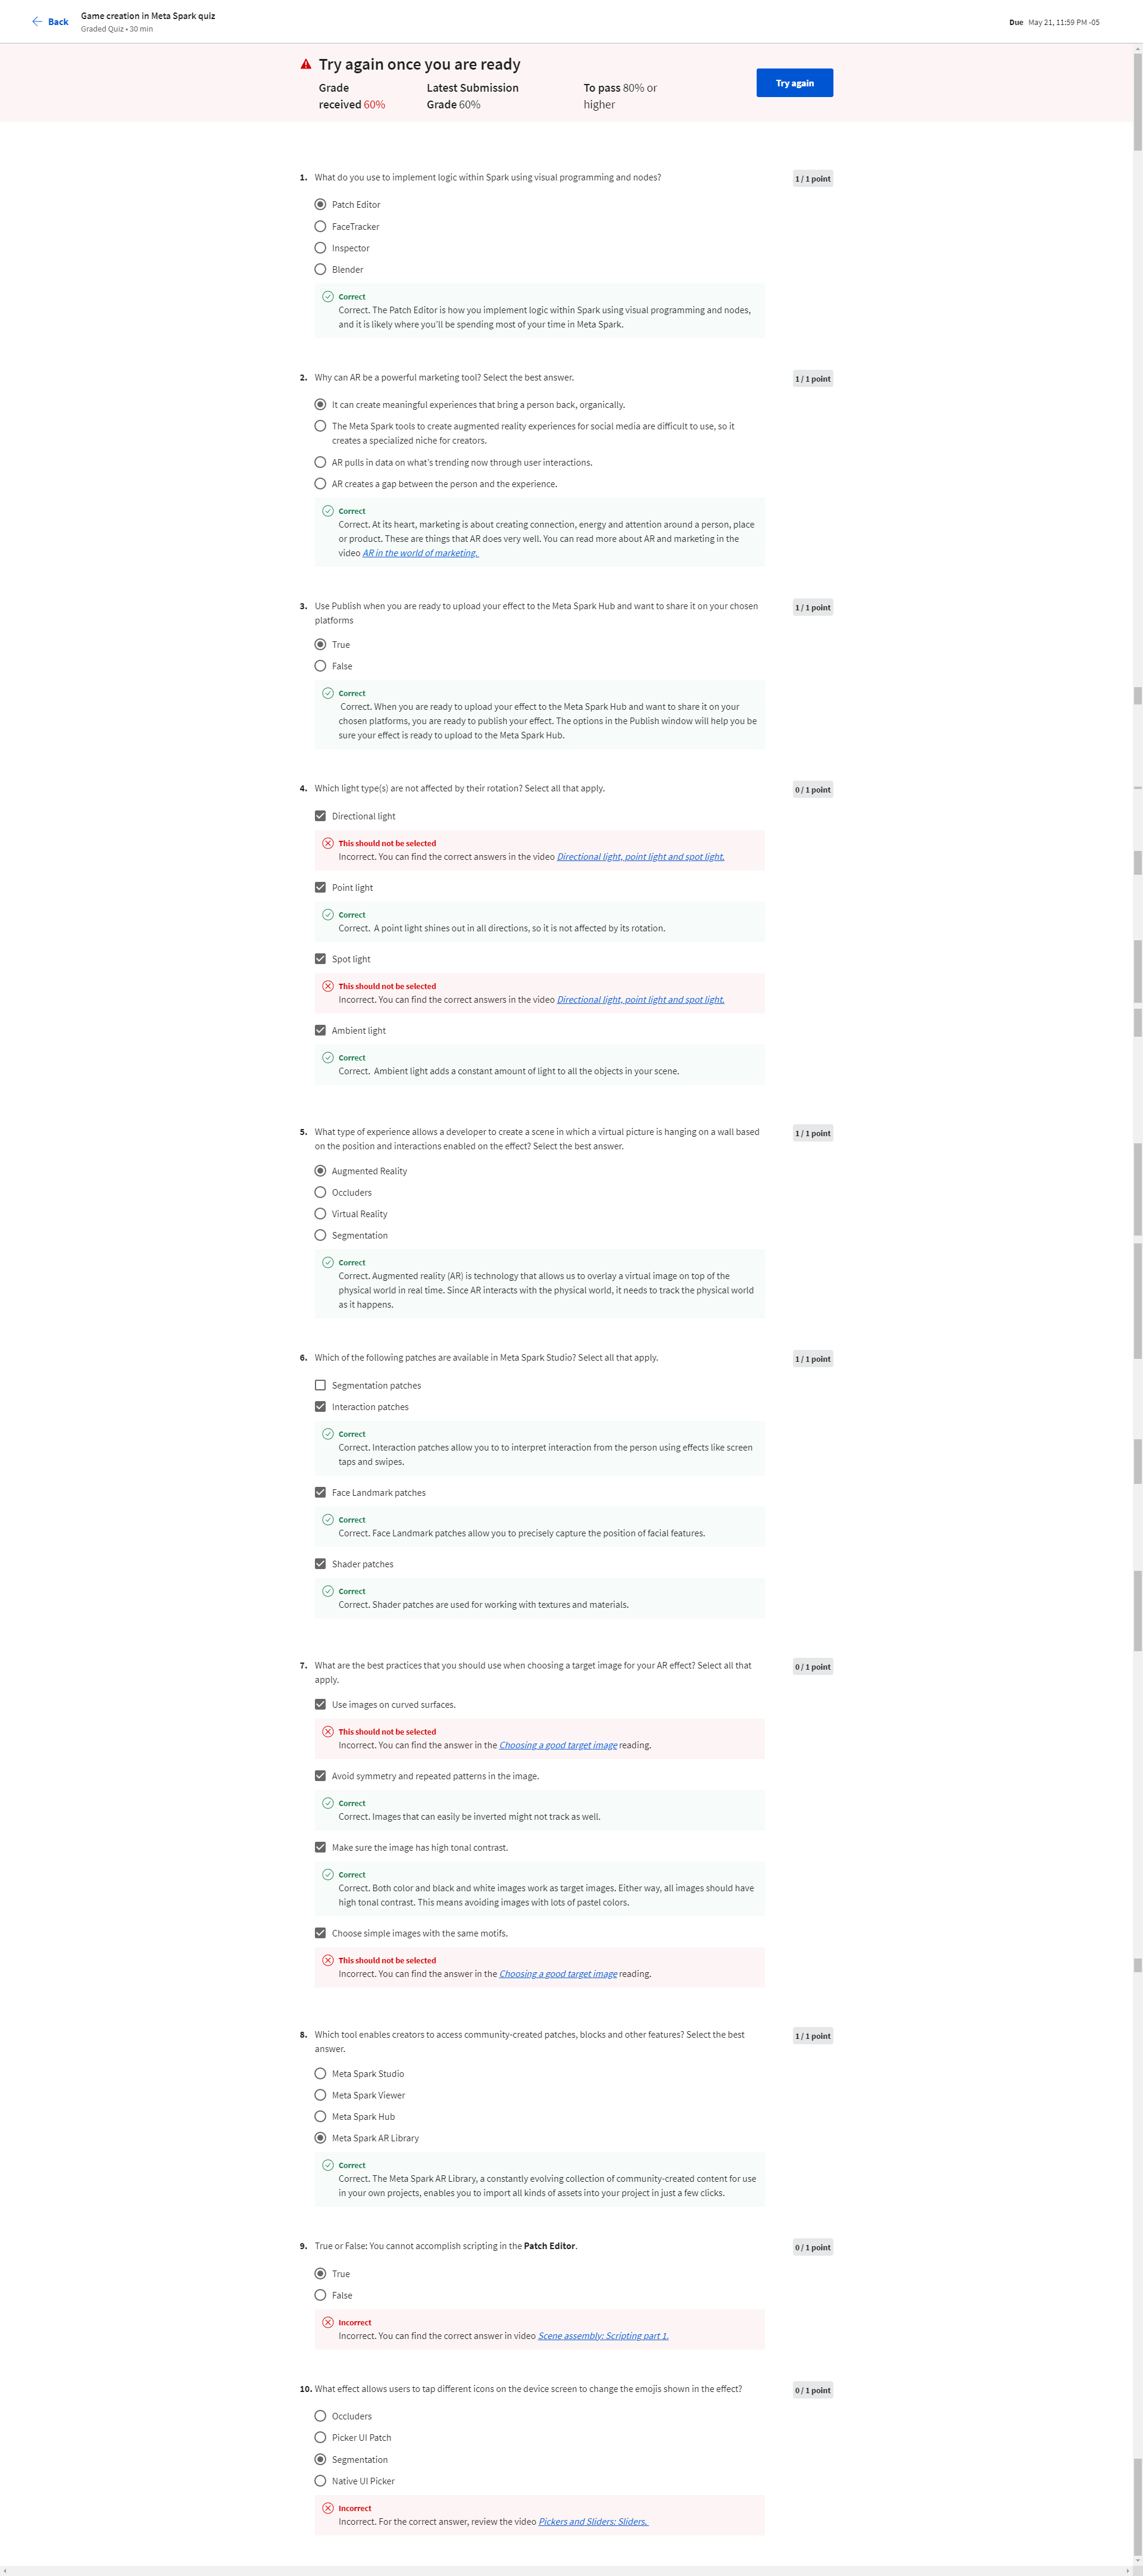 Back
Game creation in Meta Spark quiz
Graded Quiz • 30 min
Due May 21, 11:59 PM -05
Try again once you are ready
Grade
received 60%
Latest Submission
Grade 60%
To pass 80% or
higher
Try again
1. What do you use to implement logic within Spark using visual programming and nodes?
1 / 1 point
Patch Editor
FaceTracker
Inspector
Blender
Correct
Correct. The Patch Editor is how you implement logic within Spark using visual programming and nodes,
and it is likely where you'll be spending most of your time in Meta Spark.
2. Why can AR be a powerful marketing tool? Select the best answer.
1 / 1 point
It can create meaningful experiences that bring a person back, organically.
The Meta Spark tools to create augmented reality experiences for social media are difficult to use, so it
creates a specialized niche for creators.
AR pulls in data on what's trending now through user interactions.
AR creates a gap between the person and the experience.
Correct
Correct. At its heart, marketing is about creating connection, energy and attention around a person, place
or product. These are things that AR does very well. You can read more about AR and marketing in the
video AR in the world of marketing.
3. Use Publish when you are ready to upload your effect to the Meta Spark Hub and want to share it on your chosen
platforms
1 / 1 point
True
False
Correct
Correct. When you are ready to upload your effect to the Meta Spark Hub and want to share it on your
chosen platforms, you are ready to publish your effect. The options in the Publish window will help you be
sure your effect is ready to upload to the Meta Spark Hub.
4. Which light type(s) are not affected by their rotation? Select all that apply.
0 / 1 point
Directional light
This should not be selected
Incorrect. You can find the correct answers in the video Directional light, point light and spot light.
Point light
Correct
Correct. A point light shines out in all directions, so it is not affected by its rotation.
Spot light
This should not be selected
Incorrect. You can find the correct answers in the video Directional light, point light and spot light.
Ambient light
Correct
Correct. Ambient light adds a constant amount of light to all the objects in your scene.
5. What type of experience allows a developer to create a scene in which a virtual picture is hanging on a wall based
on the position and interactions enabled on the effect? Select the best answer.
1 / 1 point
Augmented Reality
Occluders
Virtual Reality
Segmentation
Correct
Correct. Augmented reality (AR) is technology that allows us to overlay a virtual image on top of the
physical world in real time. Since AR interacts with the physical world, it needs to track the physical world
as it happens.
6. Which of the following patches are available in Meta Spark Studio? Select all that apply.
1 / 1 point
Segmentation patches
Interaction patches
Correct
Correct. Interaction patches allow you to to interpret interaction from the person using effects like screen
taps and swipes.
Face Landmark patches
Correct
Correct. Face Landmark patches allow you to precisely capture the position of facial features.
Shader patches
Correct
Correct. Shader patches are used for working with textures and materials.
7. What are the best practices that you should use when choosing a target image for your AR effect? Select all that
apply.
0 / 1 point
Use images on curved surfaces.
This should not be selected
Incorrect. You can find the answer in the Choosing a good target image reading.
Avoid symmetry and repeated patterns in the image.
Correct
Correct. Images that can easily be inverted might not track as well.
Make sure the image has high tonal contrast.
Correct
Correct. Both color and black and white images work as target images. Either way, all images should have
high tonal contrast. This means avoiding images with lots of pastel colors.
Choose simple images with the same motifs.
This should not be selected
Incorrect. You can find the answer in the Choosing a good target image reading.
8. Which tool enables creators to access community-created patches, blocks and other features? Select the best
answer.
1 / 1 point
Meta Spark Studio
Meta Spark Viewer
Meta Spark Hub
Meta Spark AR Library
Correct
Correct. The Meta Spark AR Library, a constantly evolving collection of community-created content for use
in your own projects, enables you to import all kinds of assets into your project in just a few clicks.
9. True or False: You cannot accomplish scripting in the Patch Editor.
0 / 1 point
True
False
Incorrect
Incorrect. You can find the correct answer in video Scene assembly: Scripting part 1.
10. What effect allows users to tap different icons on the device screen to change the emojis shown in the effect?
0 / 1 point
Occluders
Picker UI Patch
Segmentation
Native UI Picker
Incorrect
Incorrect. For the correct answer, review the video Pickers and Sliders: Sliders.